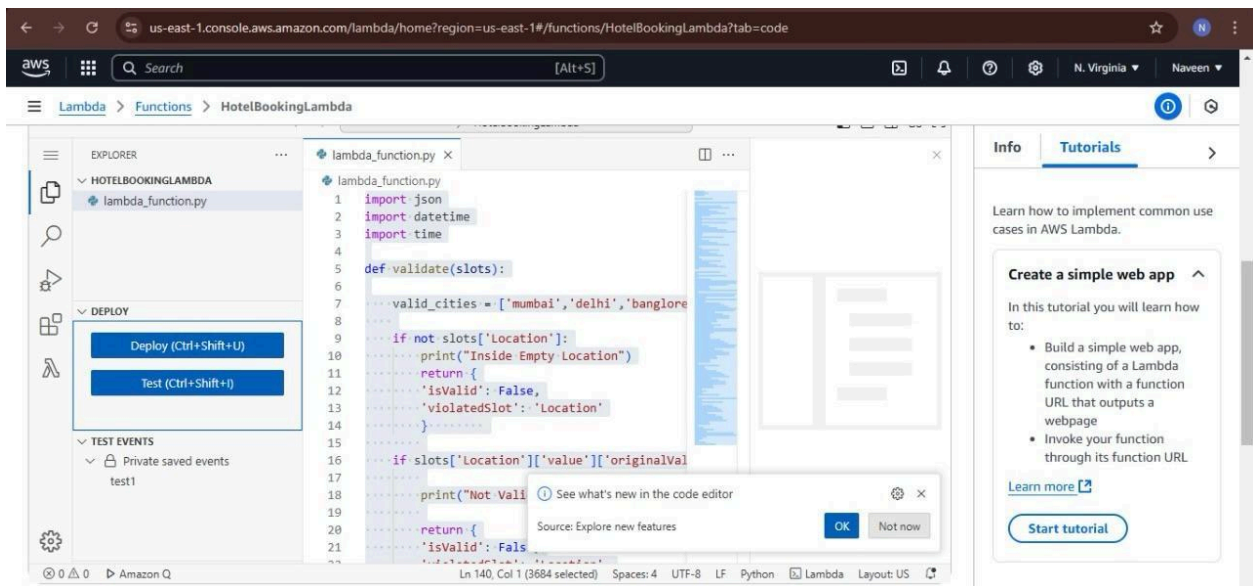 us-east-1.console.aws.amazon.com/lambda/home?region=us-east-1#/functions/HotelBookingLambda?tab=code
N
aws
Search
[Alt+S]
N. Virginia
Naveen
Lambda > Functions > HotelBookingLambda
EXPLORER
HOTELBOOKINGLAMBDA
lambda_function.py
DEPLOY
Deploy (Ctrl+Shift+U)
Test (Ctrl+Shift+I)
TEST EVENTS
Private saved events
test1
lambda_function.py
lambda_function.py
1 import json
2 import datetime
3 import time
4
5 def validate(slots):
6
7 valid_cities = ['mumbai','delhi','banglore
8
9 if not slots['Location']:
10 print("Inside Empty Location")
11 return {
12 'isValid': False,
13 'violatedSlot': 'Location'
14 }
15
16 if slots['Location']['value']['originalVal
17
18 print("Not Vali
19
20 return {
21 'isValid': Fals
See what's new in the code editor
Source: Explore new features
OK
Not now
0 0 Amazon Q
Ln 140, Col 1 (3684 selected) Spaces: 4 UTF-8 LF Python Lambda Layout: US
Info
Tutorials
Learn how to implement common use
cases in AWS Lambda.
Create a simple web app
In this tutorial you will learn how
to:
• Build a simple web app,
consisting of a Lambda
function with a function
URL that outputs a
webpage
• Invoke your function
through its function URL
Learn more
Start tutorial